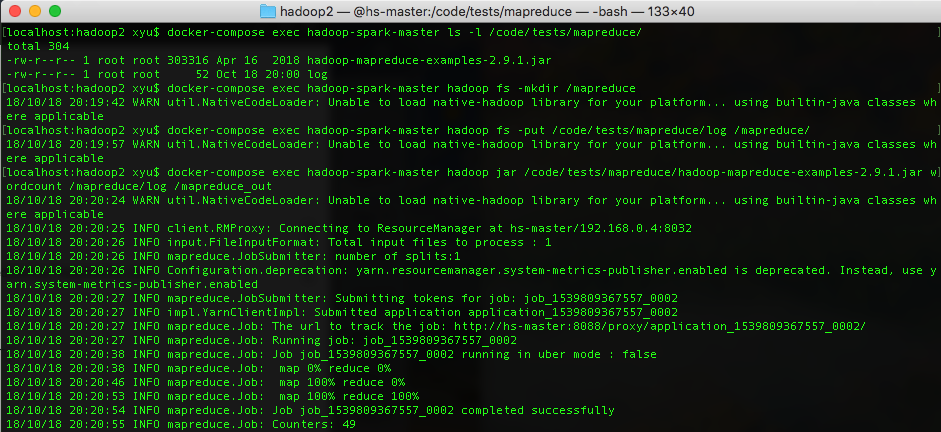 hadoop2 — @hs-master:/code/tests/mapreduce — -bash — 133×40
[localhost:hadoop2 xyu$ docker-compose exec hadoop-spark-master ls -l /code/tests/mapreduce/
total 304
-rw-r--r-- 1 root root 303316 Apr 16  2018 hadoop-mapreduce-examples-2.9.1.jar
-rw-r--r-- 1 root root     52 Oct 18 20:00 log
[localhost:hadoop2 xyu$ docker-compose exec hadoop-spark-master hadoop fs -mkdir /mapreduce
18/10/18 20:19:42 WARN util.NativeCodeLoader: Unable to load native-hadoop library for your platform... using builtin-java classes wh
ere applicable
[localhost:hadoop2 xyu$ docker-compose exec hadoop-spark-master hadoop fs -put /code/tests/mapreduce/log /mapreduce/
18/10/18 20:19:57 WARN util.NativeCodeLoader: Unable to load native-hadoop library for your platform... using builtin-java classes wh
ere applicable
[localhost:hadoop2 xyu$ docker-compose exec hadoop-spark-master hadoop jar /code/tests/mapreduce/hadoop-mapreduce-examples-2.9.1.jar w]
ordcount /mapreduce/log /mapreduce_out
18/10/18 20:20:24 WARN util.NativeCodeLoader: Unable to load native-hadoop library for your platform... using builtin-java classes wh
ere applicable
18/10/18 20:20:25 INFO client.RMProxy: Connecting to ResourceManager at hs-master/192.168.0.4:8032
18/10/18 20:20:26 INFO input.FileInputFormat: Total input files to process : 1
18/10/18 20:20:26 INFO mapreduce.JobSubmitter: number of splits:1
18/10/18 20:20:26 INFO Configuration.deprecation: yarn.resourcemanager.system-metrics-publisher.enabled is deprecated. Instead, use y
arn.system-metrics-publisher.enabled
18/10/18 20:20:27 INFO mapreduce.JobSubmitter: Submitting tokens for job: job_1539809367557_0002
18/10/18 20:20:27 INFO impl.YarnClientImpl: Submitted application application_1539809367557_0002
18/10/18 20:20:27 INFO mapreduce.Job: The url to track the job: http://hs-master:8088/proxy/application_1539809367557_0002/
18/10/18 20:20:27 INFO mapreduce.Job: Running job: job_1539809367557_0002
18/10/18 20:20:38 INFO mapreduce.Job: Job job_1539809367557_0002 running in uber mode : false
18/10/18 20:20:38 INFO mapreduce.Job:  map 0% reduce 0%
18/10/18 20:20:46 INFO mapreduce.Job:  map 100% reduce 0%
18/10/18 20:20:53 INFO mapreduce.Job:  map 100% reduce 100%
18/10/18 20:20:54 INFO mapreduce.Job: Job job_1539809367557_0002 completed successfully
18/10/18 20:20:55 INFO mapreduce.Job: Counters: 49